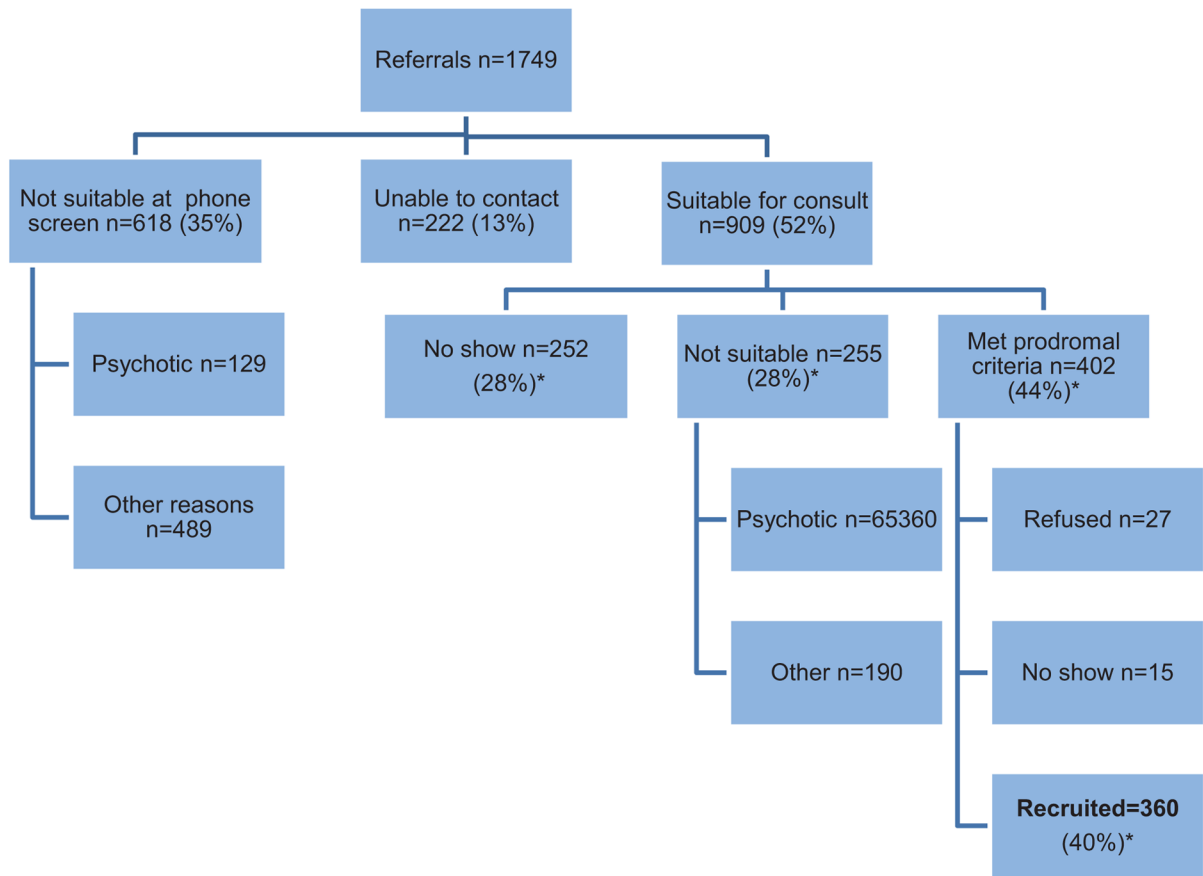 Referrals n=1749
Not suitable at phone
screen n=618 (35%)
Unable to contact
n=222 (13%)
Suitable for consult
n=909 (52%)
Psychotic n=129
Other reasons
n=489
No show n=252
(28%)*
Not suitable n=255
(28%)*
Met prodromal
criteria n=402
(44%)*
Psychotic n=65360
Other n=190
Refused n=27
No show n=15
Recruited=360
(40%)*